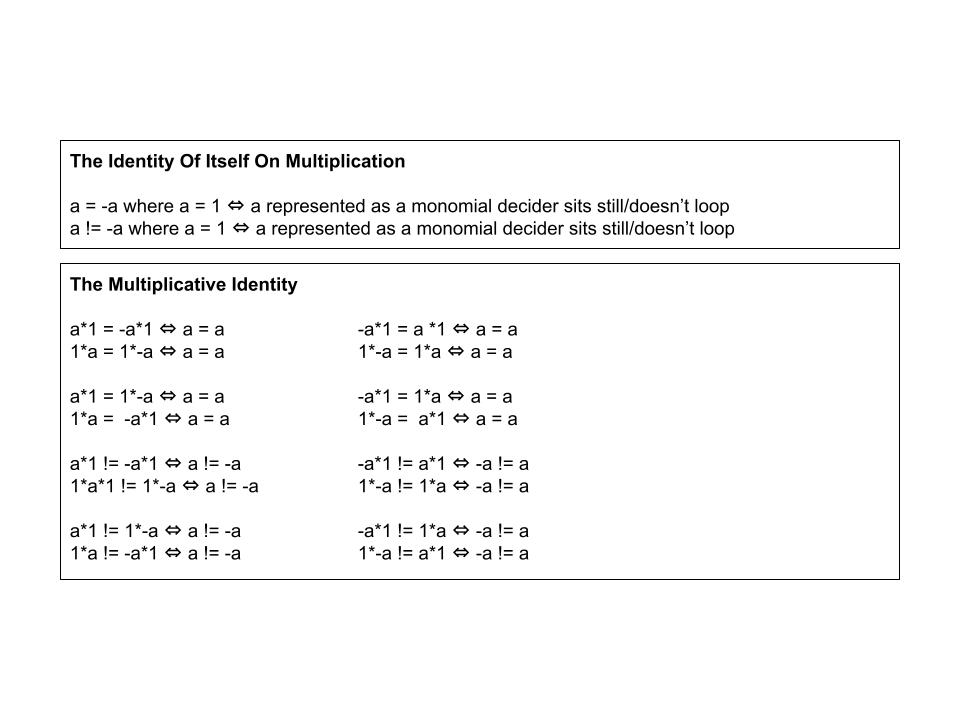 The Identity Of Itself On Multiplication
a = -a where a = 1 ⇔ a represented as a monomial decider sits still/doesn’t loop
a != -a where a = 1 ⇔ a represented as a monomial decider sits still/doesn’t loop
The Multiplicative Identity
a*1 = -a*1 ⇔ a = a
1*a = 1*-a ⇔ a = a
a*1 = 1*-a ⇔ a = a
1*a =  -a*1 ⇔ a = a
a*1 != -a*1 ⇔ a != -a
1*a*1 != 1*-a ⇔ a != -a
a*1 != 1*-a ⇔ a != -a
1*a != -a*1 ⇔ a != -a
-a*1 = a *1 ⇔ a = a
1*-a = 1*a ⇔ a = a
-a*1 = 1*a ⇔ a = a
1*-a =  a*1 ⇔ a = a
-a*1 != a*1 ⇔ -a != a
1*-a != 1*a ⇔ -a != a
-a*1 != 1*a ⇔ -a != a
1*-a != a*1 ⇔ -a != a